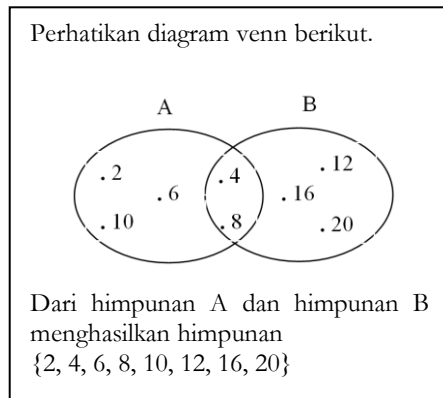 Perhatikan diagram venn berikut.
A B
. 2 . 6 . 10 . 4 . 8 . 12 . 16 . 20
Dari himpunan A dan himpunan B
menghasilkan himpunan
{2, 4, 6, 8, 10, 12, 16, 20}